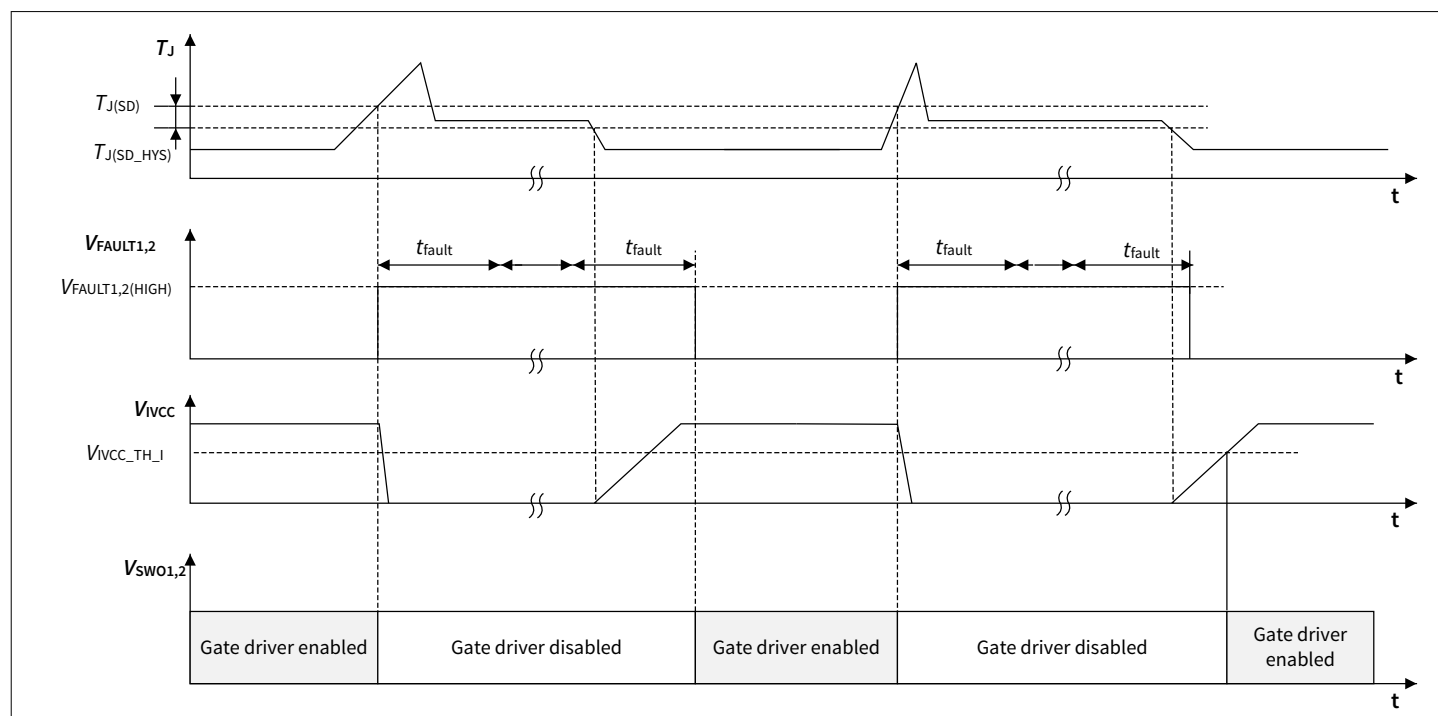 TJ
TJ(SD)
TJ(SD_HYS)
t
VFAULT1,2
tfault tfault tfault tfault
VFAULT1,2(HIGH)
t
VIVCC
VIVCC_TH_I
t
VSWO1,2
Gate driver enabled Gate driver disabled Gate driver enabled Gate driver disabled Gate driver
enabled
t